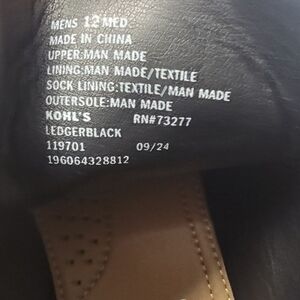 MENS 12 MED
MADE IN CHINA
UPPER:MAN MADE
LINING:MAN MADE/TEXTILE
SOCK LINING:TEXTILE/MAN MADE
OUTERSOLE:MAN MADE
KOHL'S RN#73277
LEDGERBLACK
119701 09/24
196064328812